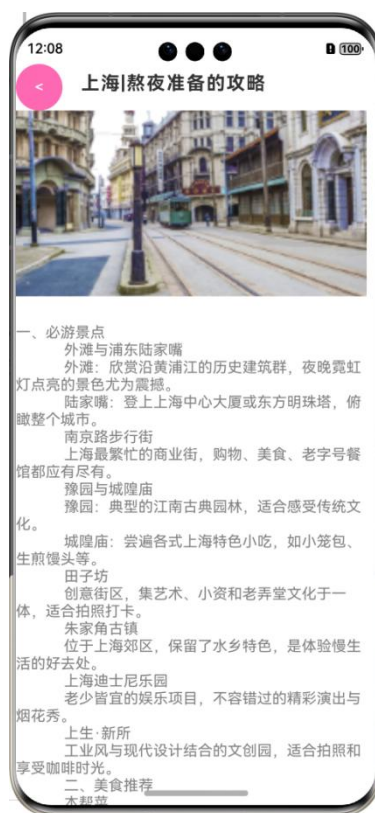 12:08
100
<
上海|熬夜准备的攻略
一、必游景点
外滩与浦东陆家嘴
外滩：欣赏沿黄浦江的历史建筑群，夜晚霓虹
灯点亮的景色尤为震撼。
陆家嘴：登上上海中心大厦或东方明珠塔，俯
瞰整个城市。
南京路步行街
上海最繁忙的商业街，购物、美食、老字号餐
馆都应有尽有。
豫园与城隍庙
豫园：典型的江南古典园林，适合感受传统文
化。
城隍庙：尝遍各式上海特色小吃，如小笼包、
生煎馒头等。
田子坊
创意街区，集艺术、小资和老弄堂文化于一
体，适合拍照打卡。
朱家角古镇
位于上海郊区，保留了水乡特色，是体验慢生
活的好去处。
上海迪士尼乐园
老少皆宜的娱乐项目，不容错过的精彩演出与
烟花秀。
上生·新所
工业风与现代设计结合的文创园，适合拍照和
享受咖啡时光。
二、美食推荐
本帮菜